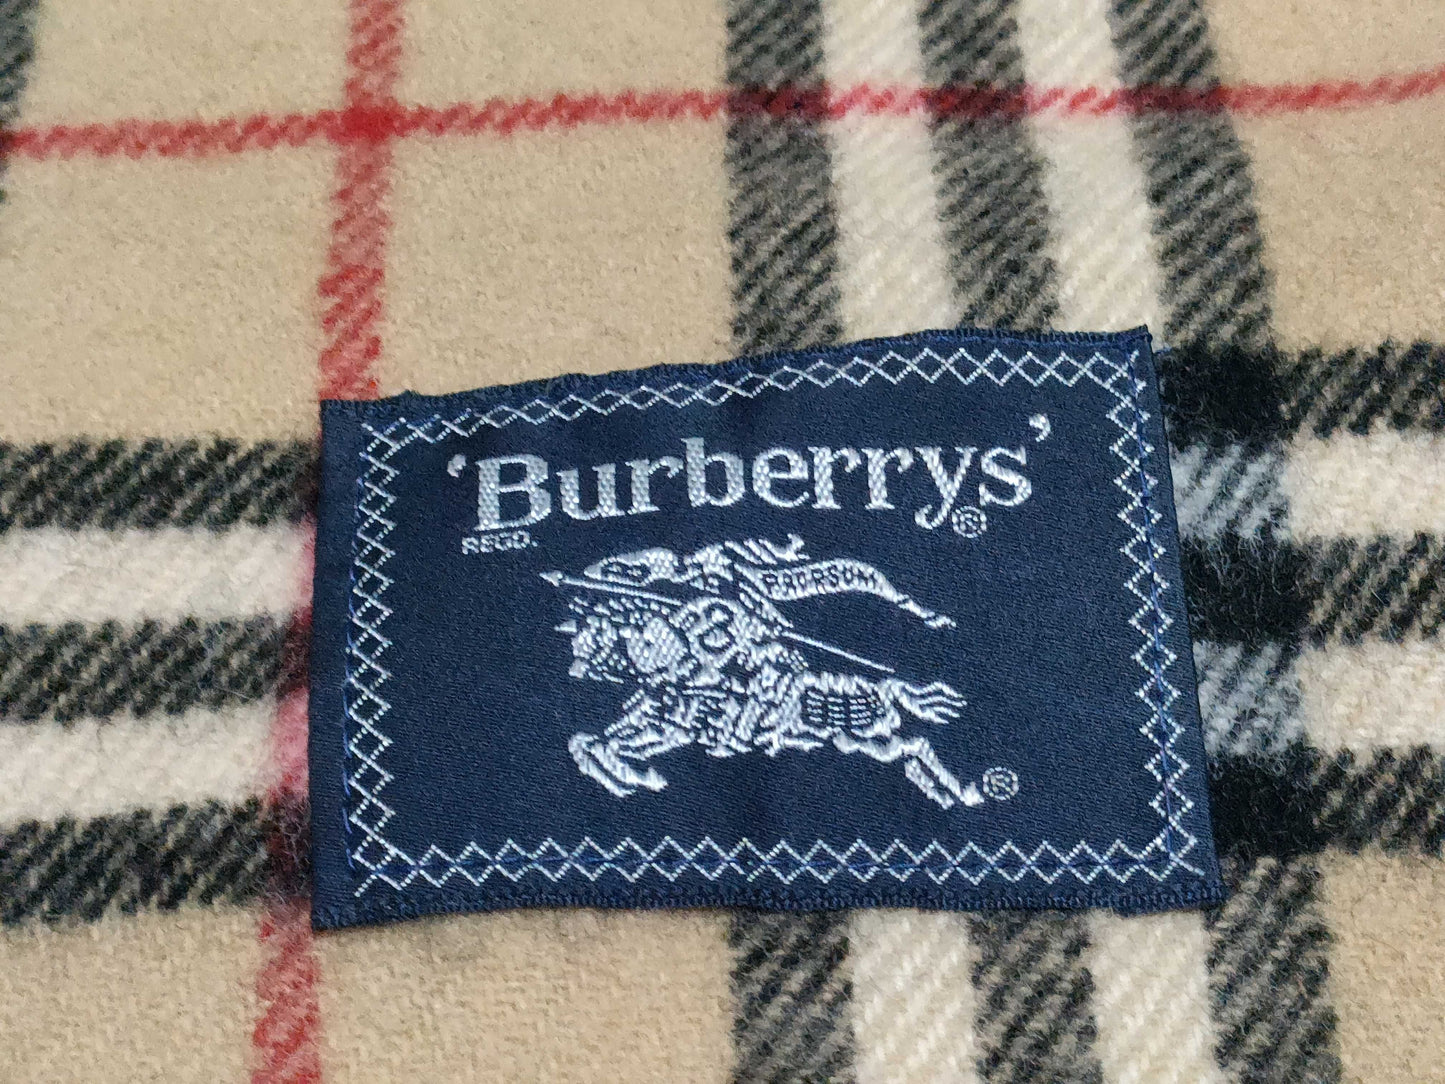 'Burberrys'
®
REGD.
PRORSUM
®